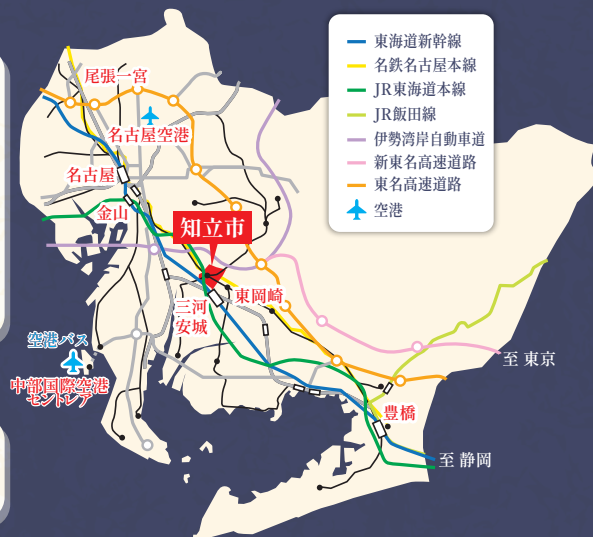 東海道新幹線
名鉄名古屋本線
JR東海道本線
JR飯田線
伊勢湾岸自動車道
新東名高速道路
東名高速道路
空港
尾張一宮
名古屋空港
名古屋
金山
知立市
東岡崎
三河
安城
空港バス
中部国際空港
セントレア
至 東京
豊橋
至 静岡